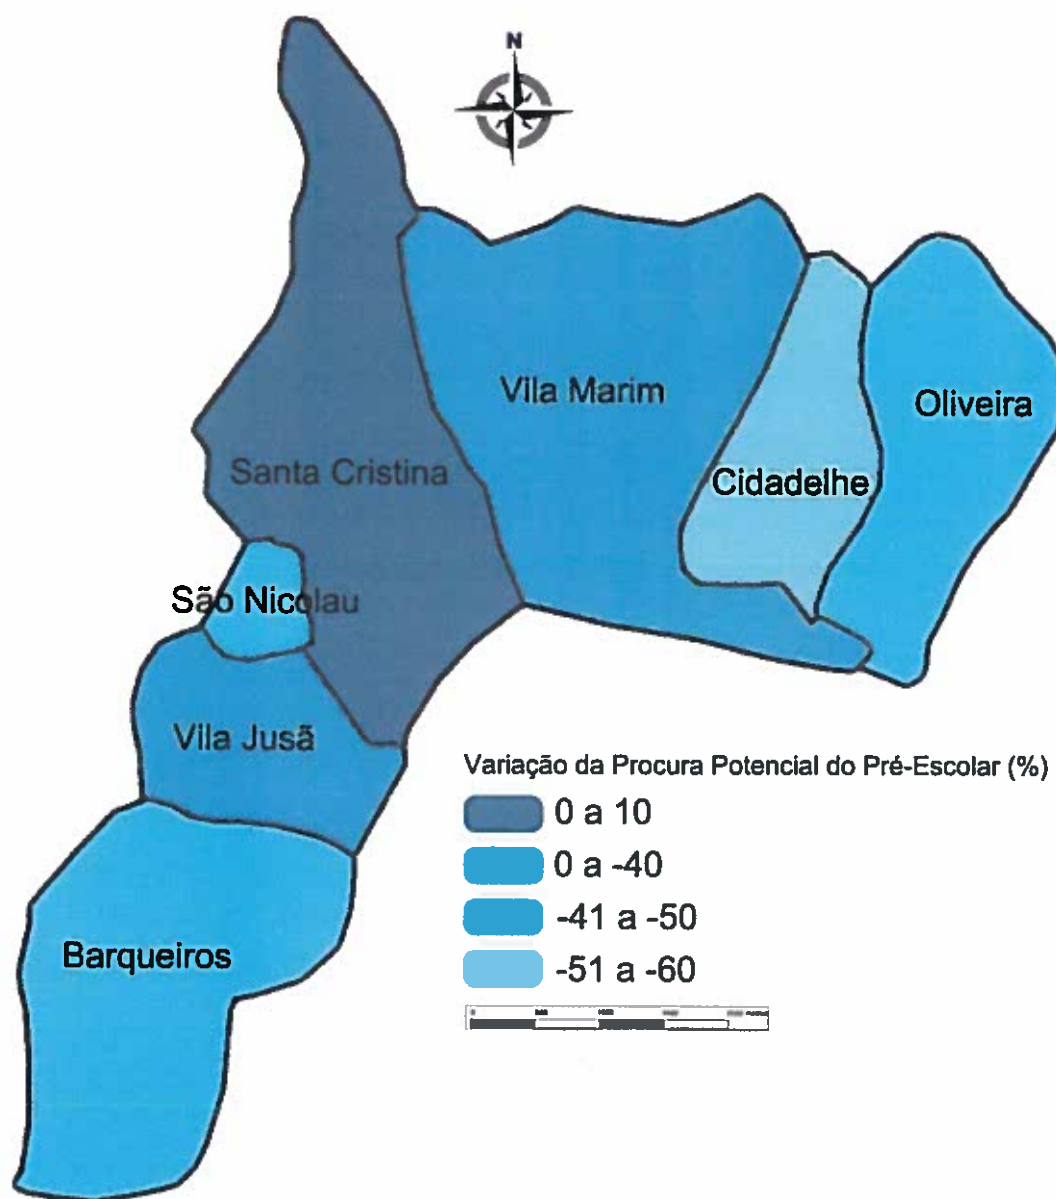 N
Vila Marim
Oliveira
Santa Cristina
Cidadelhe
São Nicolau
Vila Jusã
Variação da Procura Potencial do Pré-Escolar (%)
0 a 10
0 a -40
-41 a -50
Barqueiros
-51 a -60